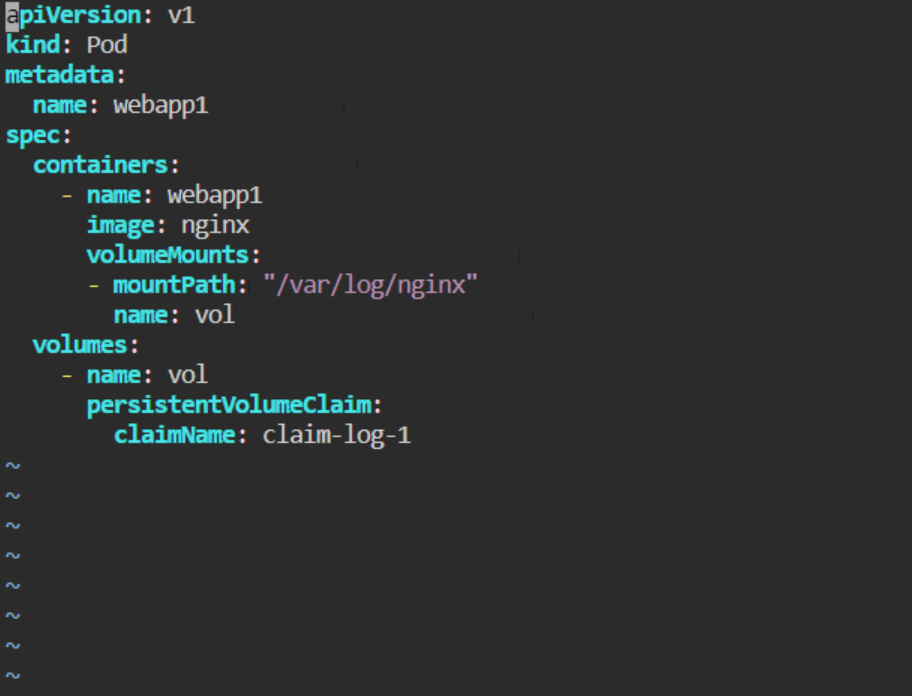 apiVersion: v1
kind: Pod
metadata:
  name: webapp1
spec:
  containers:
    - name: webapp1
      image: nginx
      volumeMounts:
      - mountPath: "/var/log/nginx"
        name: vol
  volumes:
    - name: vol
      persistentVolumeClaim:
        claimName: claim-log-1
~
~
~
~
~
~
~
~